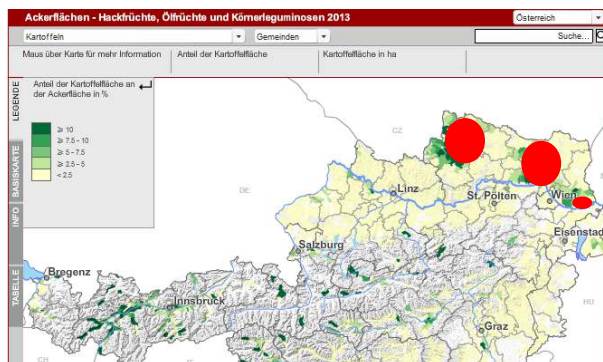 Ackerflächen - Hackfrüchte, Ölfrüchte und Körnerleguminosen 2013
Österreich
Kartoffeln
Gemeinden
Suche...
Maus über Karte für mehr Information
Anteil der Kartoffelfläche
Kartoffelfläche in ha
LEGENDE
BASISKARTE
INFO
TABELLE
Anteil der Kartoffelfläche an
der Ackerfläche in %
≥ 10
≥ 7.5 - 10
≥ 5 - 7.5
≥ 2.5 - 5
< 2.5
CZ
DE
Linz
St. Pölten
Wien
Eisenstad
Salzburg
Bregenz
Innsbruck
HU
Graz
CH